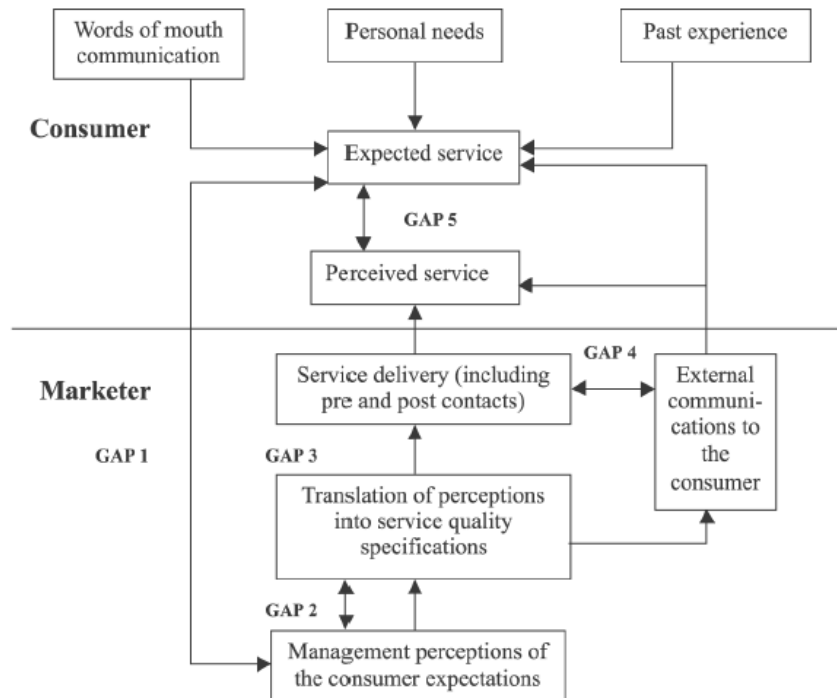 Words of mouth
communication
Personal needs
Past experience
Consumer
Expected service
GAP 5
Perceived service
GAP 4
Marketer
Service delivery (including
pre and post contacts)
External
communi-
cations to
the
consumer
GAP 1
GAP 3
Translation of perceptions
into service quality
specifications
GAP 2
Management perceptions of
the consumer expectations